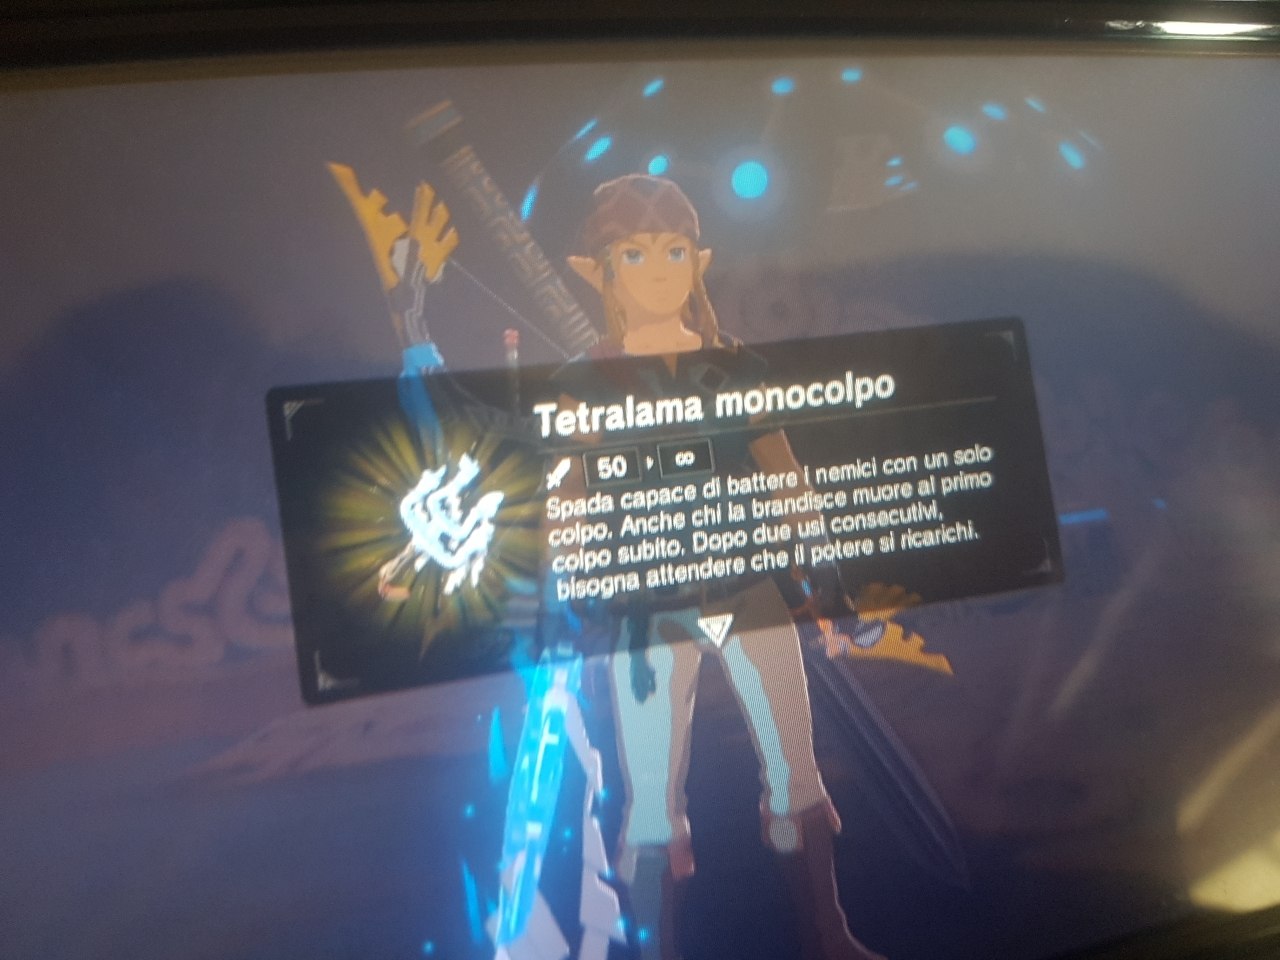 Tetralama monocolpo
50 ∞
Spada capace di battere i nemici con un solo
colpo. Anche chi la brandisce muore al primo
colpo subito. Dopo due usi consecutivi,
bisogna attendere che il potere si ricarichi.